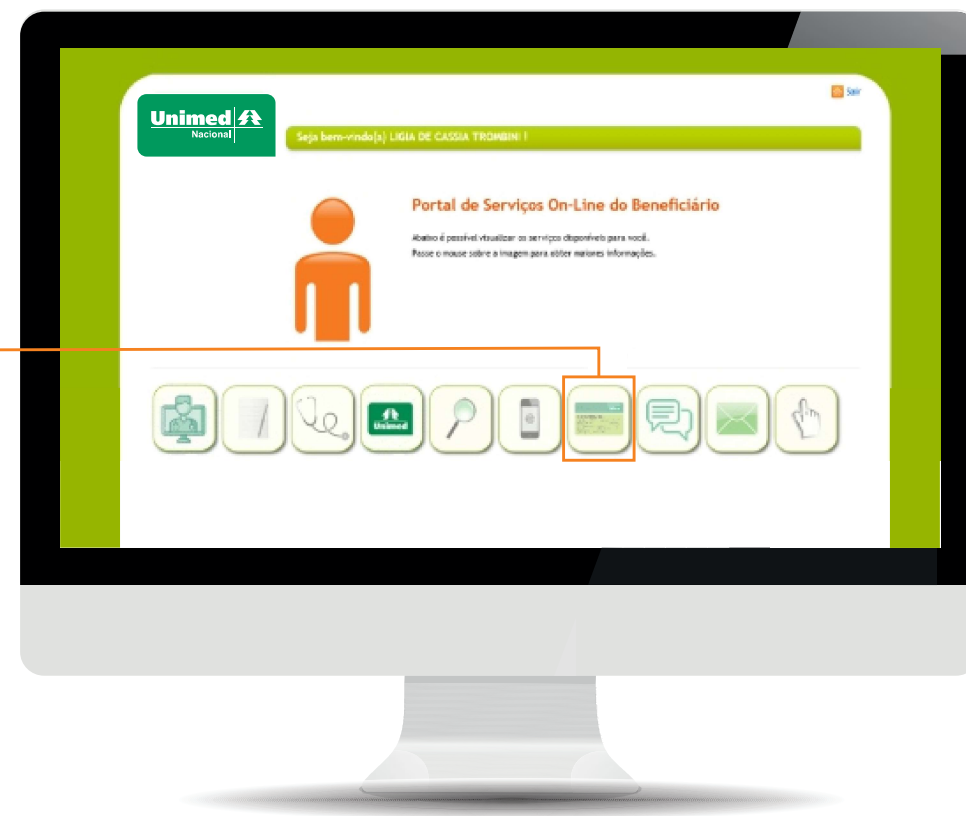 Sair
Unimed
Nacional
Seja bem-vindo(a) LIGIA DE CASSIA TROMBINI !
Portal de Serviços On-Line do Beneficiário
Abaixo é possível visualizar os serviços disponíveis para você.
Passe o mouse sobre a imagem para obter maiores informações.
Unimed